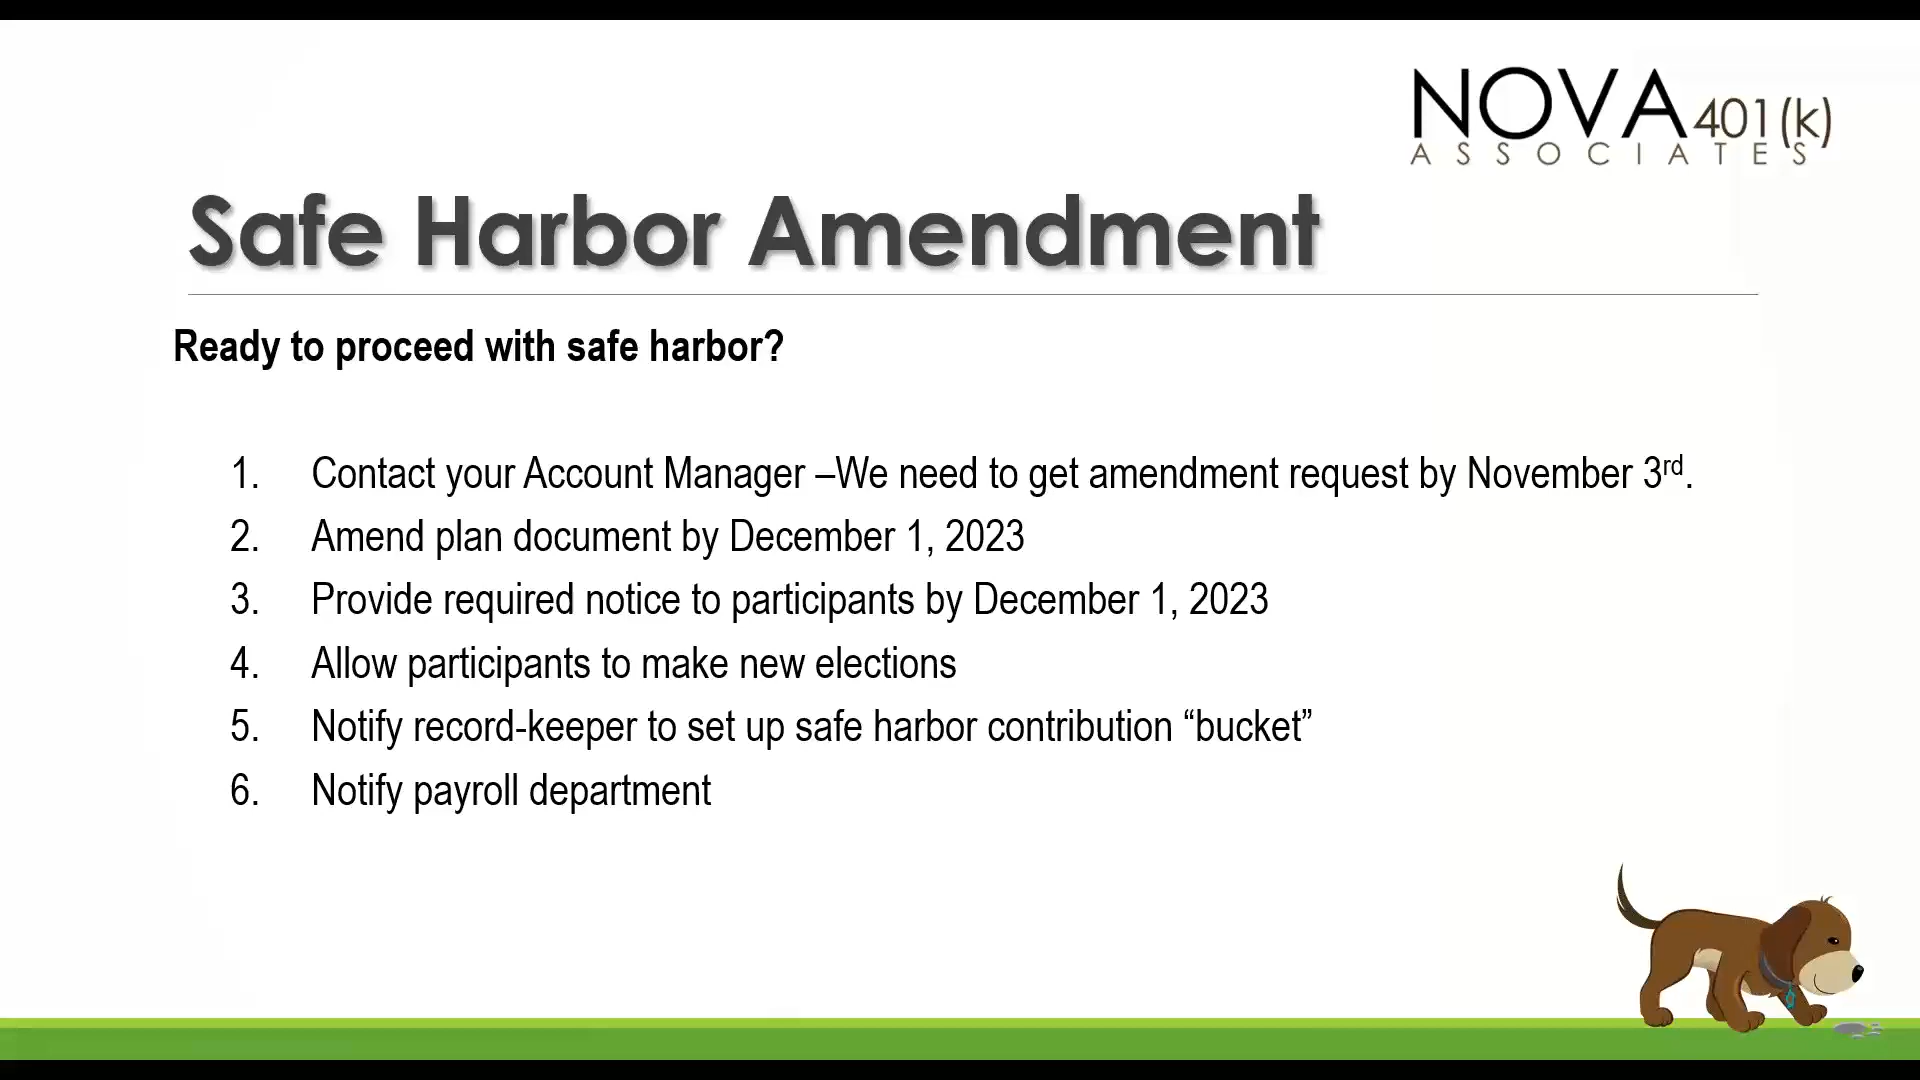 NOVA 401(k)
ASSOCIATES
Safe Harbor Amendment
Ready to proceed with safe harbor?
1. Contact your Account Manager –We need to get amendment request by November 3rd.
2. Amend plan document by December 1, 2023
3. Provide required notice to participants by December 1, 2023
4. Allow participants to make new elections
5. Notify record-keeper to set up safe harbor contribution “bucket”
6. Notify payroll department